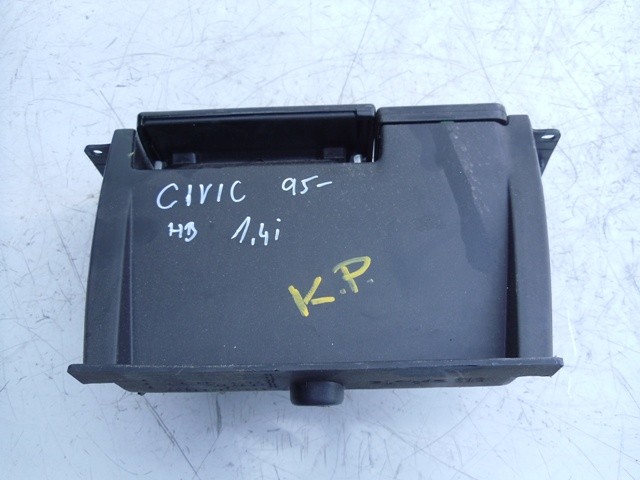 CIVIC 95-
HB 1,4i
K.P.